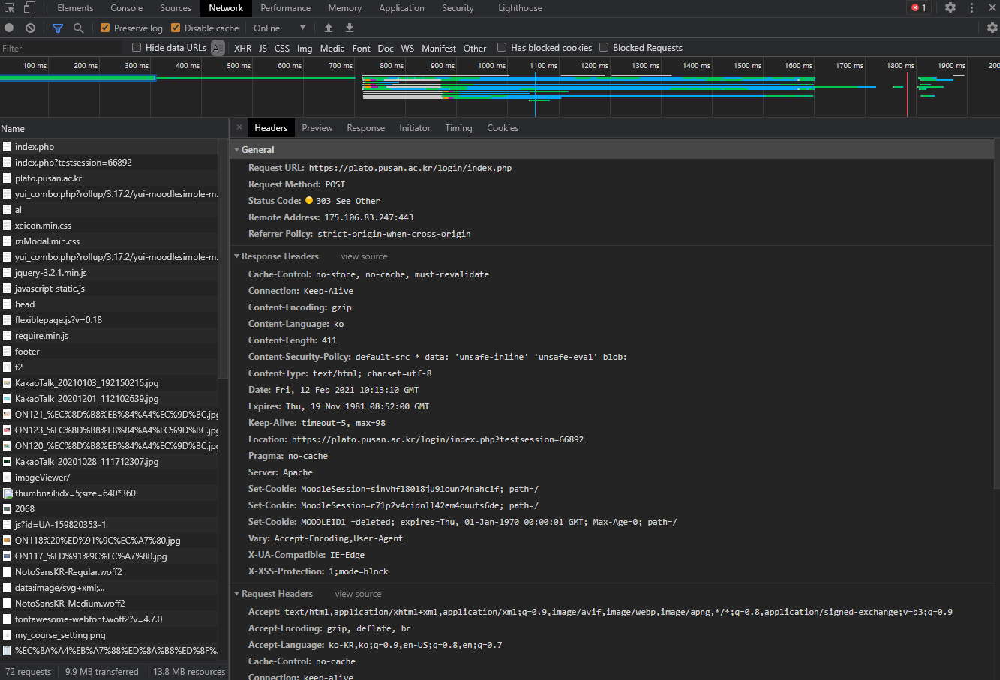 Elements Console Sources Network Performance Memory Application Security Lighthouse 1
Preserve log Disable cache Online
Filter Hide data URLs All XHR JS CSS Img Media Font Doc WS Manifest Other Has blocked cookies Blocked Requests
100 ms 200 ms 300 ms 400 ms 500 ms 600 ms 700 ms 800 ms 900 ms 1000 ms 1100 ms 1200 ms 1300 ms 1400 ms 1500 ms 1600 ms 1700 ms 1800 ms 1900 ms 200
Name
index.php
index.php?testsession=66892
plato.pusan.ac.kr
yui_combo.php?rollup/3.17.2/yui-moodlesimple-m.
all
xeicon.min.css
iziModal.min.css
yui_combo.php?rollup/3.17.2/yui-moodlesimple-m.
jquery-3.2.1.min.js
javascript-static.js
head
flexiblepage.js?v=0.18
require.min.js
footer
f2
KakaoTalk_20210103_192150215.jpg
KakaoTalk_20201201_112102639.jpg
ON121_%EC%8D%B8%EB%84%A4%EC%9D%BC.jpg
ON123_%EC%8D%B8%EB%84%A4%EC%9D%BC.jpg
ON120_%EC%8D%B8%EB%84%A4%EC%9D%BC.jpg
KakaoTalk_20201028_111712307.jpg
imageViewer/
thumbnail;idx=5;size=640*360
2068
js?id=UA-159820353-1
ON118%20%ED%91%9C%EC%A7%80.jpg
ON117_%ED%91%9C%EC%A7%80.jpg
NotoSansKR-Regular.woff2
data:image/svg+xml;...
NotoSansKR-Medium.woff2
fontawesome-webfont.woff2?v=4.7.0
my_course_setting.png
%EC%8A%A4%EB%A7%88%ED%8A%B8%ED%8F%.
72 requests 9.9 MB transferred 13.8 MB resources
Headers Preview Response Initiator Timing Cookies
General
Request URL: https://plato.pusan.ac.kr/login/index.php
Request Method: POST
Status Code: 303 See Other
Remote Address: 175.106.83.247:443
Referrer Policy: strict-origin-when-cross-origin
Response Headers view source
Cache-Control: no-store, no-cache, must-revalidate
Connection: Keep-Alive
Content-Encoding: gzip
Content-Language: ko
Content-Length: 411
Content-Security-Policy: default-src * data: 'unsafe-inline' 'unsafe-eval' blob:
Content-Type: text/html; charset=utf-8
Date: Fri, 12 Feb 2021 10:13:10 GMT
Expires: Thu, 19 Nov 1981 08:52:00 GMT
Keep-Alive: timeout=5, max=98
Location: https://plato.pusan.ac.kr/login/index.php?testsession=66892
Pragma: no-cache
Server: Apache
Set-Cookie: MoodleSession=sinvhfl8018ju91oun74nahc1f; path=/
Set-Cookie: MoodleSession=r71p2v4cidnll42em4ouuts6de; path=/
Set-Cookie: MOODLEID1_=deleted; expires=Thu, 01-Jan-1970 00:00:01 GMT; Max-Age=0; path=/
Vary: Accept-Encoding,User-Agent
X-UA-Compatible: IE=Edge
X-XSS-Protection: 1;mode=block
Request Headers view source
Accept: text/html,application/xhtml+xml,application/xml;q=0.9,image/avif,image/webp,image/apng,*/*;q=0.8,application/signed-exchange;v=b3;q=0.9
Accept-Encoding: gzip, deflate, br
Accept-Language: ko-KR,ko;q=0.9,en-US;q=0.8,en;q=0.7
Cache-Control: no-cache
Connection: keep-alive